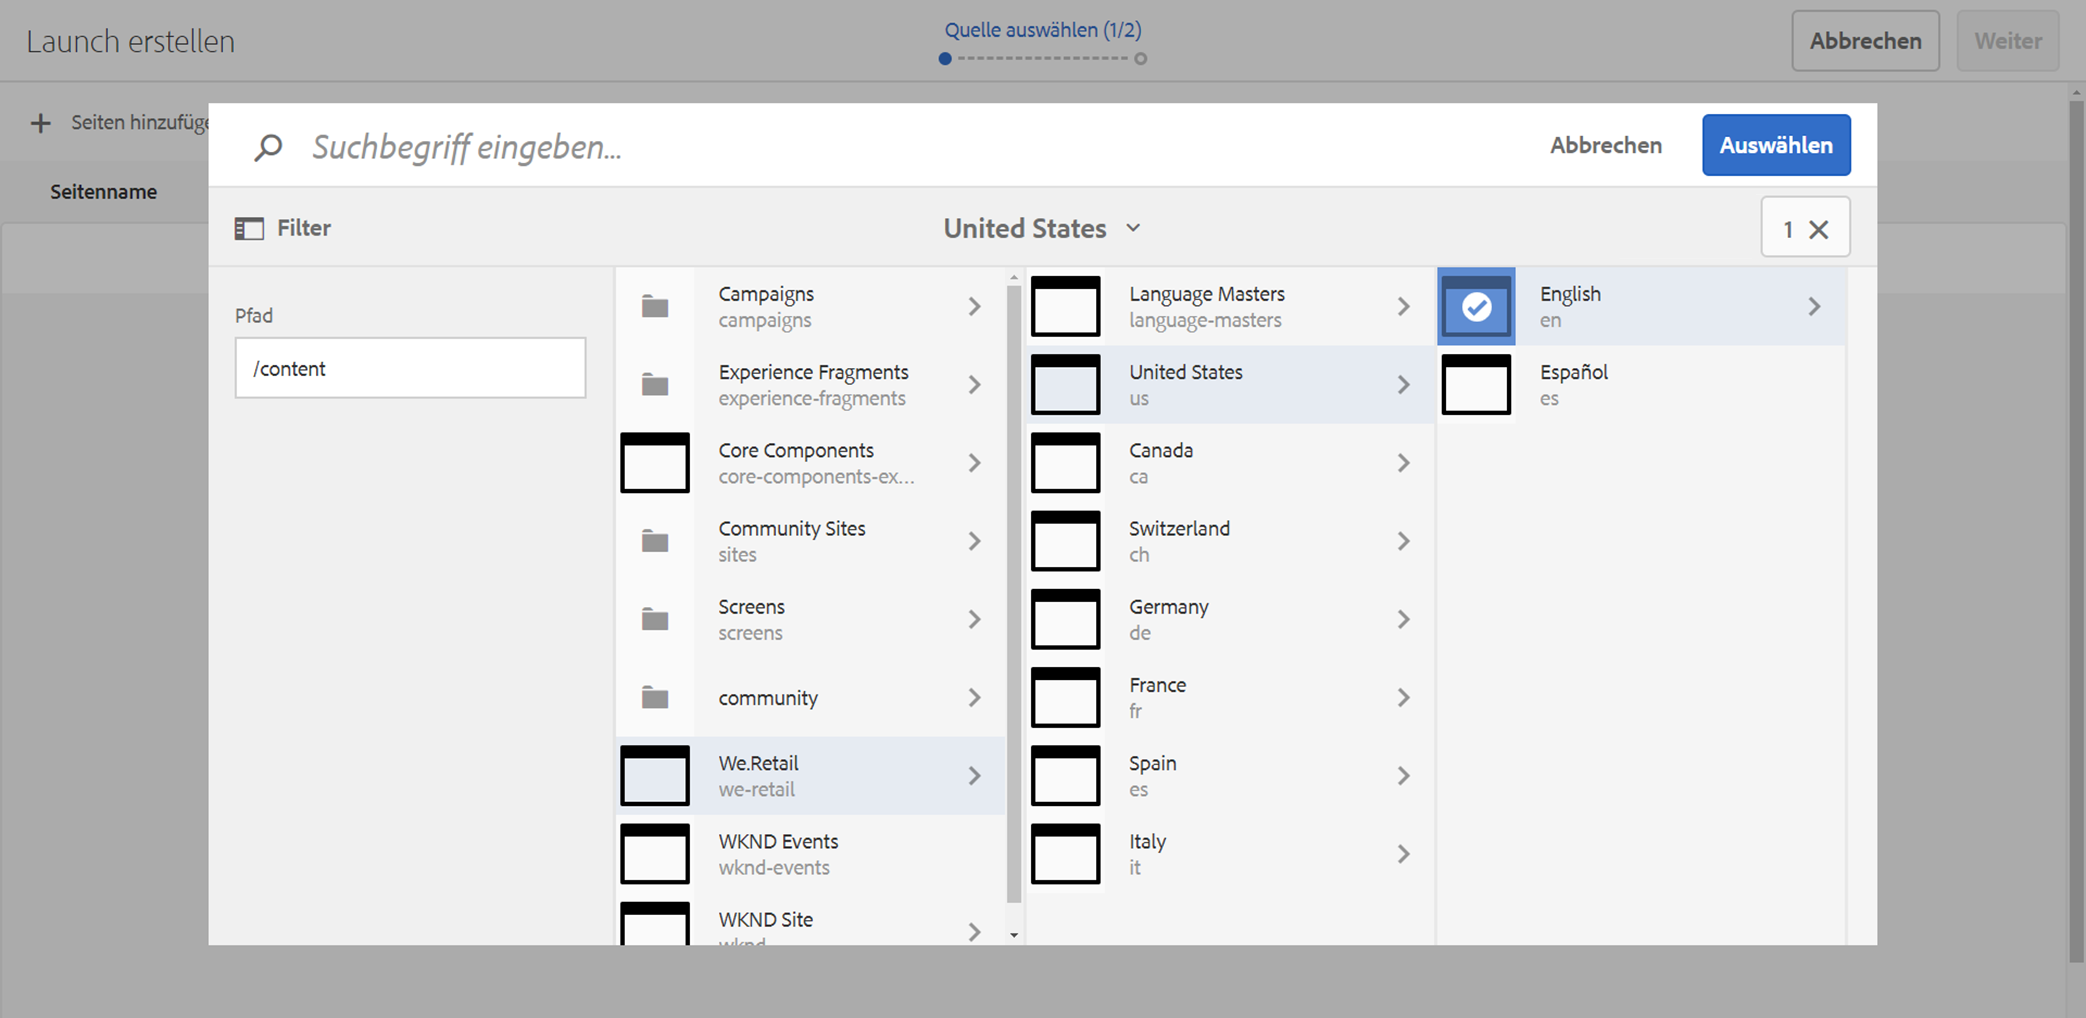 Launch erstellen
Quelle auswählen (1/2)
Abbrechen
Weiter
Seiten hinzufüge
Seitenname
Suchbegriff eingeben...
Abbrechen
Auswählen
Filter
United States
1
Pfad
/content
Campaigns
campaigns
Experience Fragments
experience-fragments
Core Components
core-components-ex...
Community Sites
sites
Screens
screens
community
We.Retail
we-retail
WKND Events
wknd-events
WKND Site
wknd
Language Masters
language-masters
United States
us
Canada
ca
Switzerland
ch
Germany
de
France
fr
Spain
es
Italy
it
English
en
Español
es